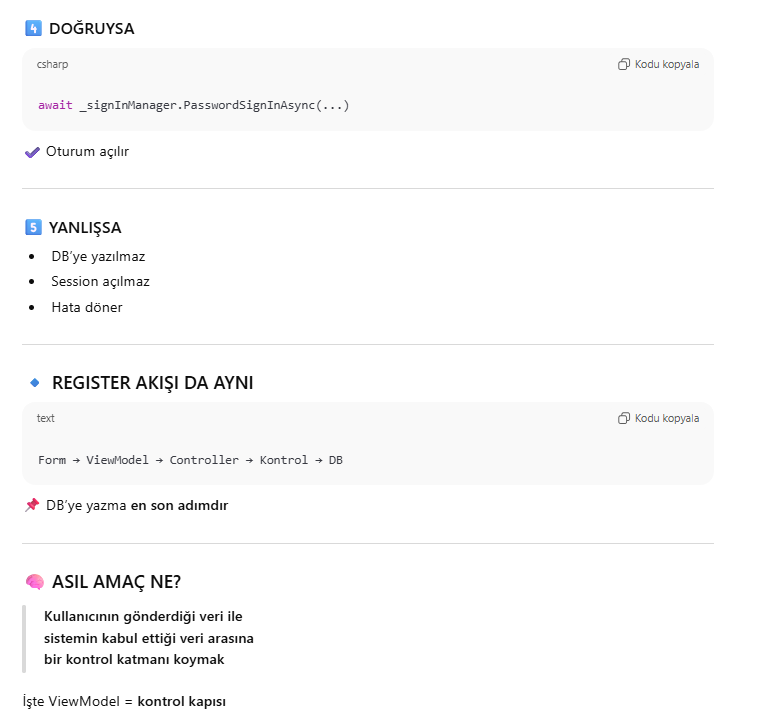 4️⃣ DOĞRUYSA
csharp
Kodu kopyala
await _signInManager.PasswordSignInAsync(...)
✔ Oturum açılır
5️⃣ YANLIŞSA
• DB’ye yazılmaz
• Session açılmaz
• Hata döner
🔹 REGISTER AKIŞI DA AYNI
text
Kodu kopyala
Form → ViewModel → Controller → Kontrol → DB
📌 DB’ye yazma en son adımdır
🧠 ASIL AMAÇ NE?
Kullanıcının gönderdiği veri ile
sistemin kabul ettiği veri arasına
bir kontrol katmanı koymak
İşte ViewModel = kontrol kapısı